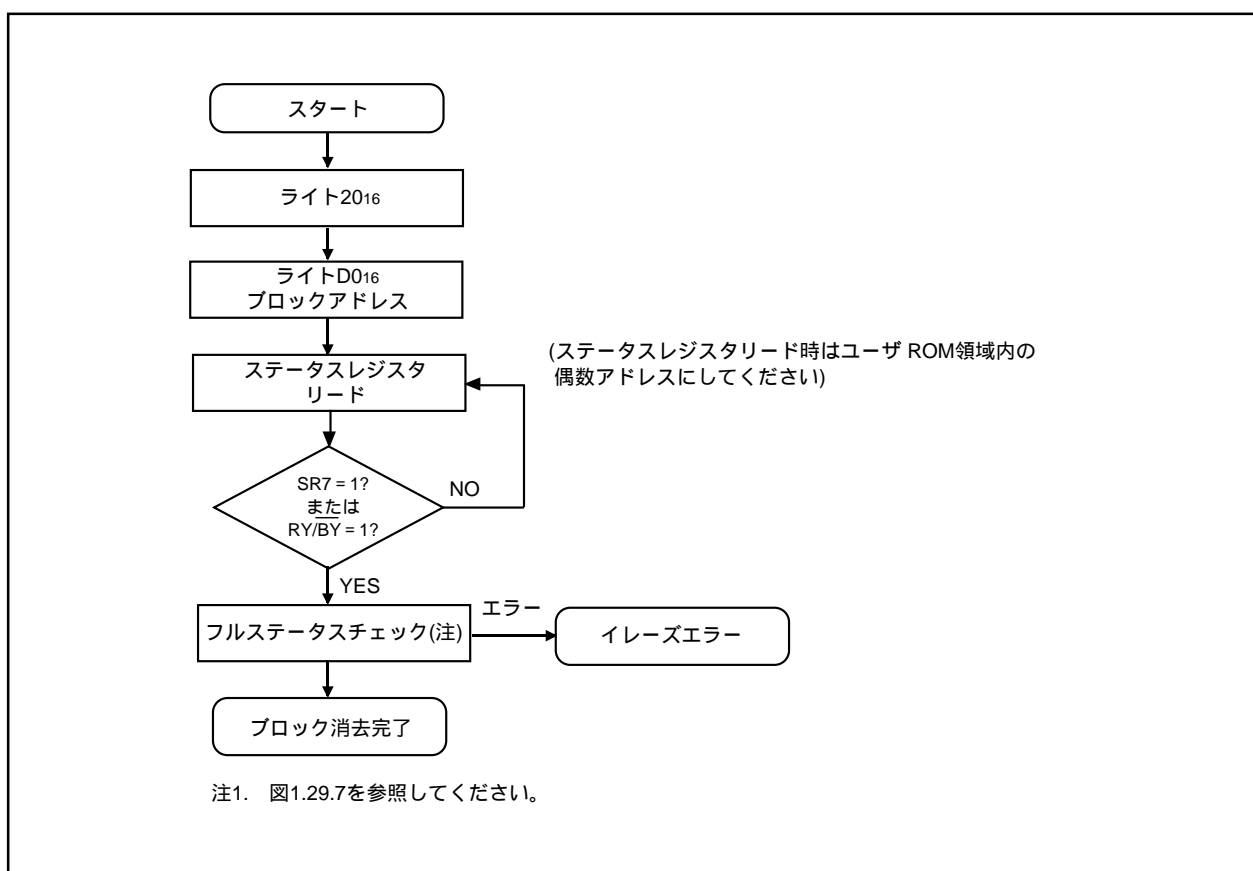 スタート
ライト2016
ライトD016
ブロックアドレス
ステータスレジスタ
リード
(ステータスレジスタリード時はユーザ ROM領域内の
偶数アドレスにしてください)
SR7 = 1?
または
RY/B̅Y̅ = 1?
NO
YES
フルステータスチェック(注)
エラー
イレーズエラー
ブロック消去完了
注1. 図1.29.7を参照してください。